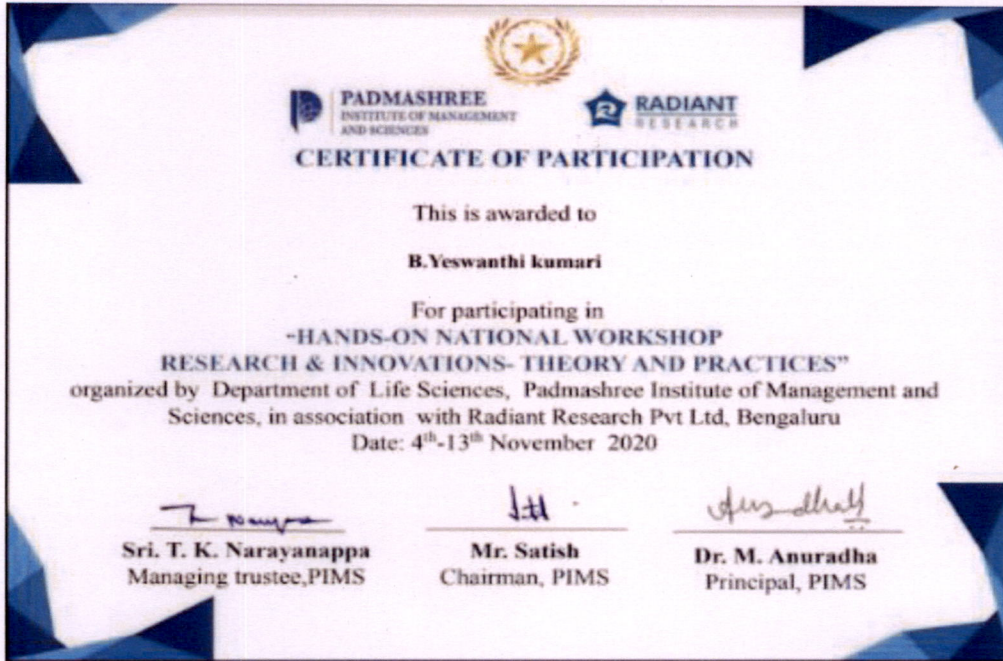 PADMASHREE
INSTITUTE OF MANAGEMENT
AND SCIENCES
RADIANT
RESEARCH
CERTIFICATE OF PARTICIPATION
This is awarded to
B.Yeswanthi kumari
For participating in
"HANDS-ON NATIONAL WORKSHOP
RESEARCH & INNOVATIONS- THEORY AND PRACTICES"
organized by Department of Life Sciences, Padmashree Institute of Management and
Sciences, in association with Radiant Research Pvt Ltd, Bengaluru
Date: 4th-13th November 2020
Sri. T. K. Narayanappa
Managing trustee,PIMS
Mr. Satish
Chairman, PIMS
Dr. M. Anuradha
Principal, PIMS